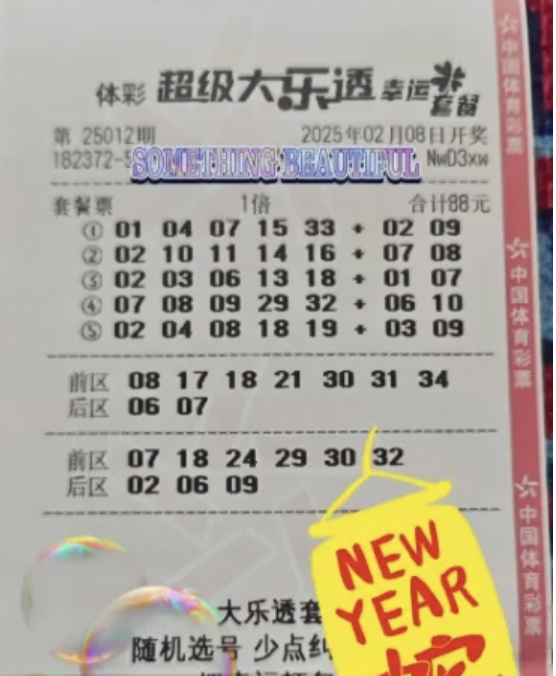 体彩 超级大乐透 幸运套餐
第 25012期 2025年02月08日开奖
182372-5 SOMETHING BEAUTIFUL NwD3xw
套餐票 1倍 合计88元
① 01 04 07 15 33 + 02 09
② 02 10 11 14 16 + 07 08
③ 02 03 06 13 18 + 01 07
④ 07 08 09 29 32 + 06 10
⑤ 02 04 08 18 19 + 03 09
前区 08 17 18 21 30 31 34
后区 06 07
前区 07 18 24 29 30 32
后区 02 06 09
大乐透套
随机选号 少点纠
NEW
YEAR
中国体育彩票
中国体育彩票
中国体育彩票